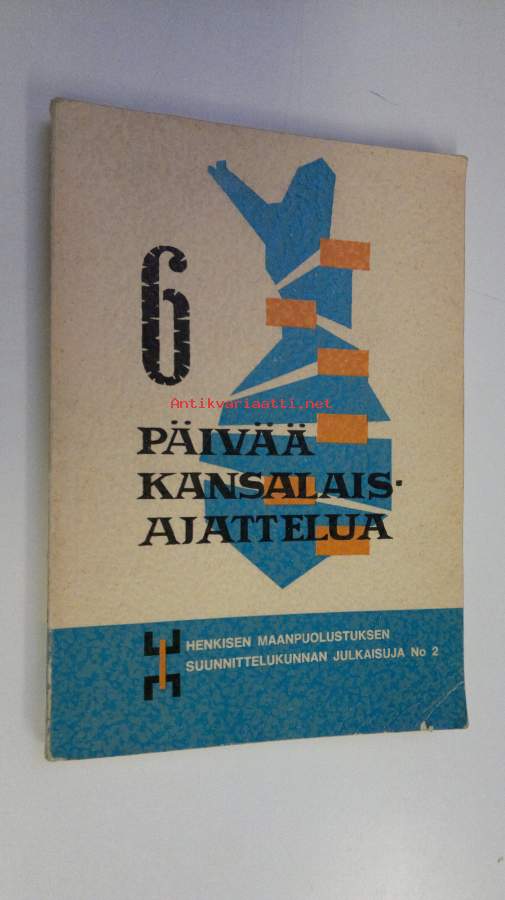 6
Antikvariaatti.net
PÄIVÄÄ
KANSALAIS-
AJATTELUA
HENKISEN MAANPUOLUSTUKSEN
SUUNNITTELUKUNNAN JULKAISUJA No 2